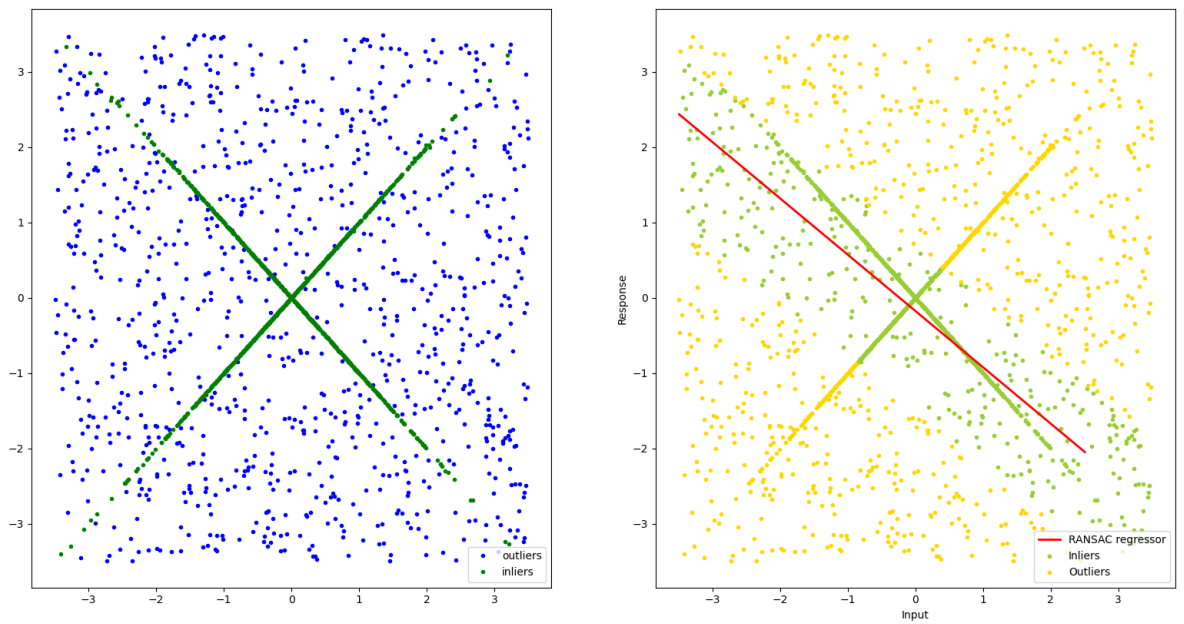 3
2
1
0
−1
−2
−3
−3 −2 −1 0 1 2 3
outliers
inliers
Response
3
2
1
0
−1
−2
−3
−3 −2 −1 0 1 2 3
Input
RANSAC regressor
Inliers
Outliers